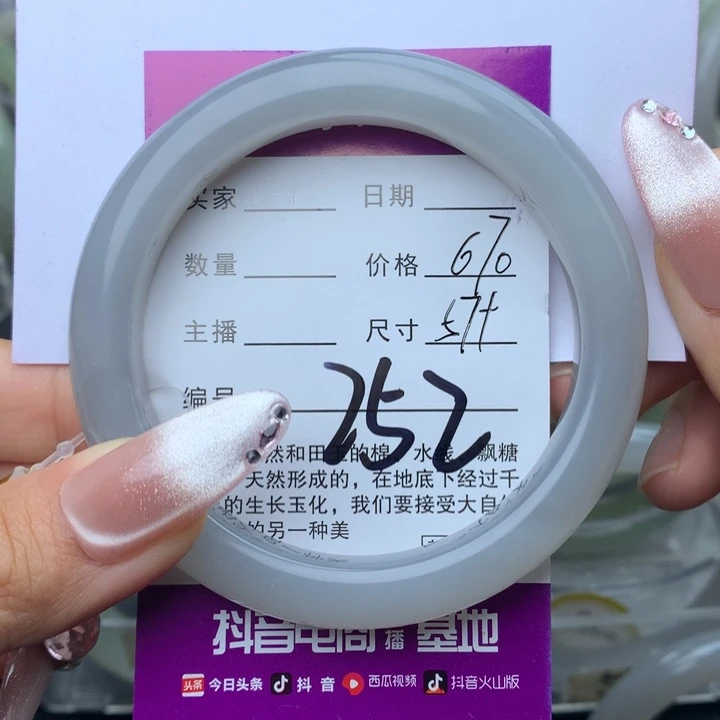 买家 日期
数量 价格 670
主播 尺寸 57+
编号 252
然和田玉的棉、水线、飘糖
天然形成的，在地底下经过千
的生长玉化，我们要接受大自
的另一种美
抖音电商直播基地
头条 今日头条 抖音 西瓜视频 抖音火山版